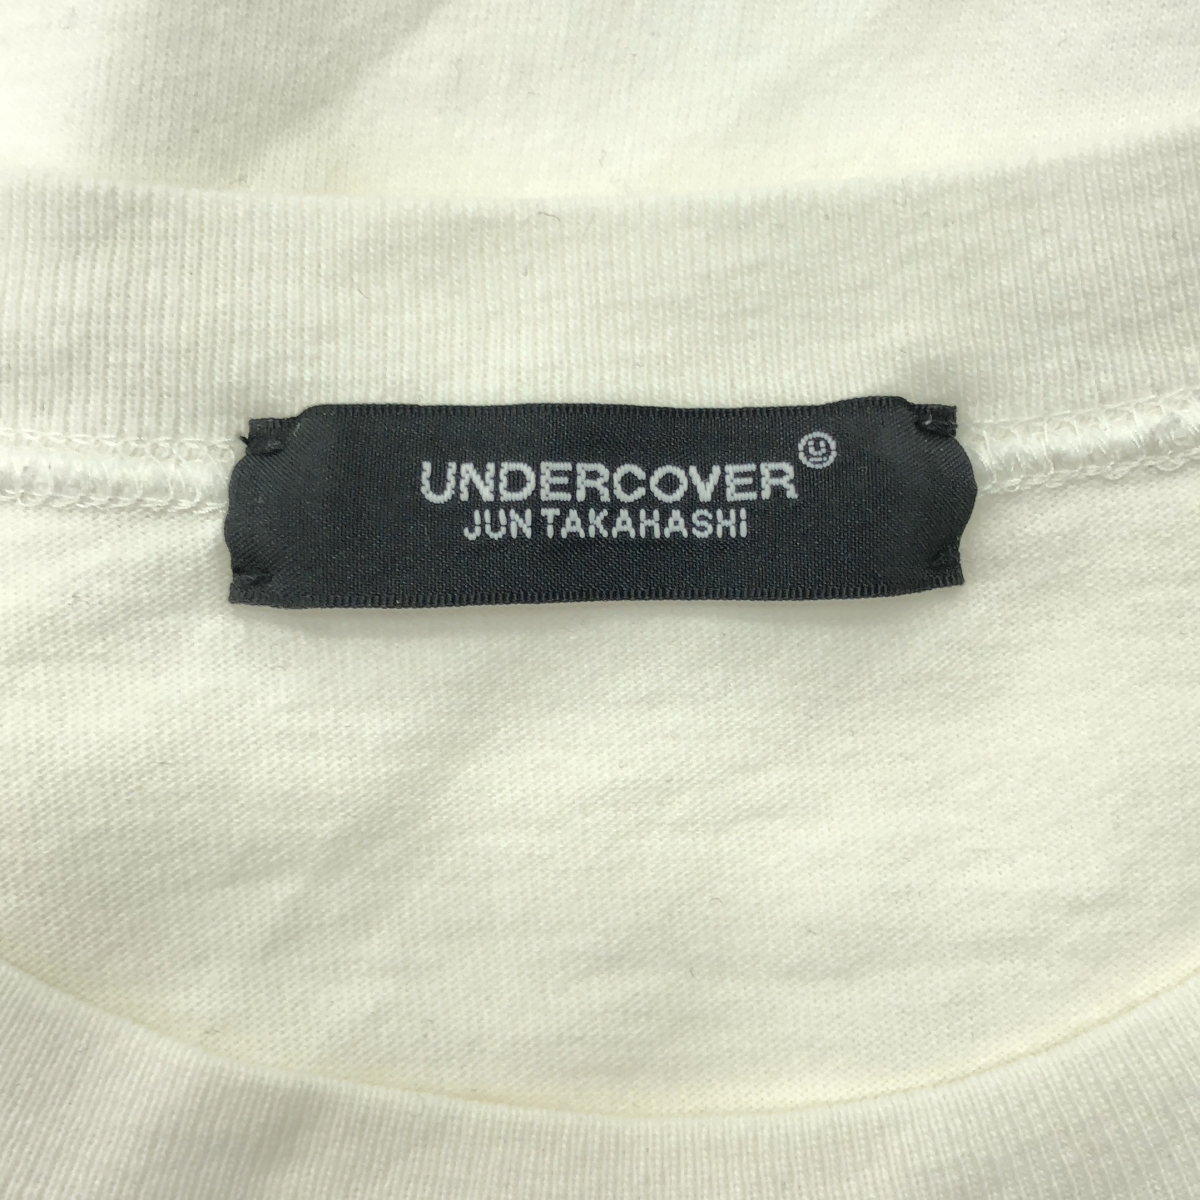 UNDERCOVER Ⓤ
JUN TAKAHASHI